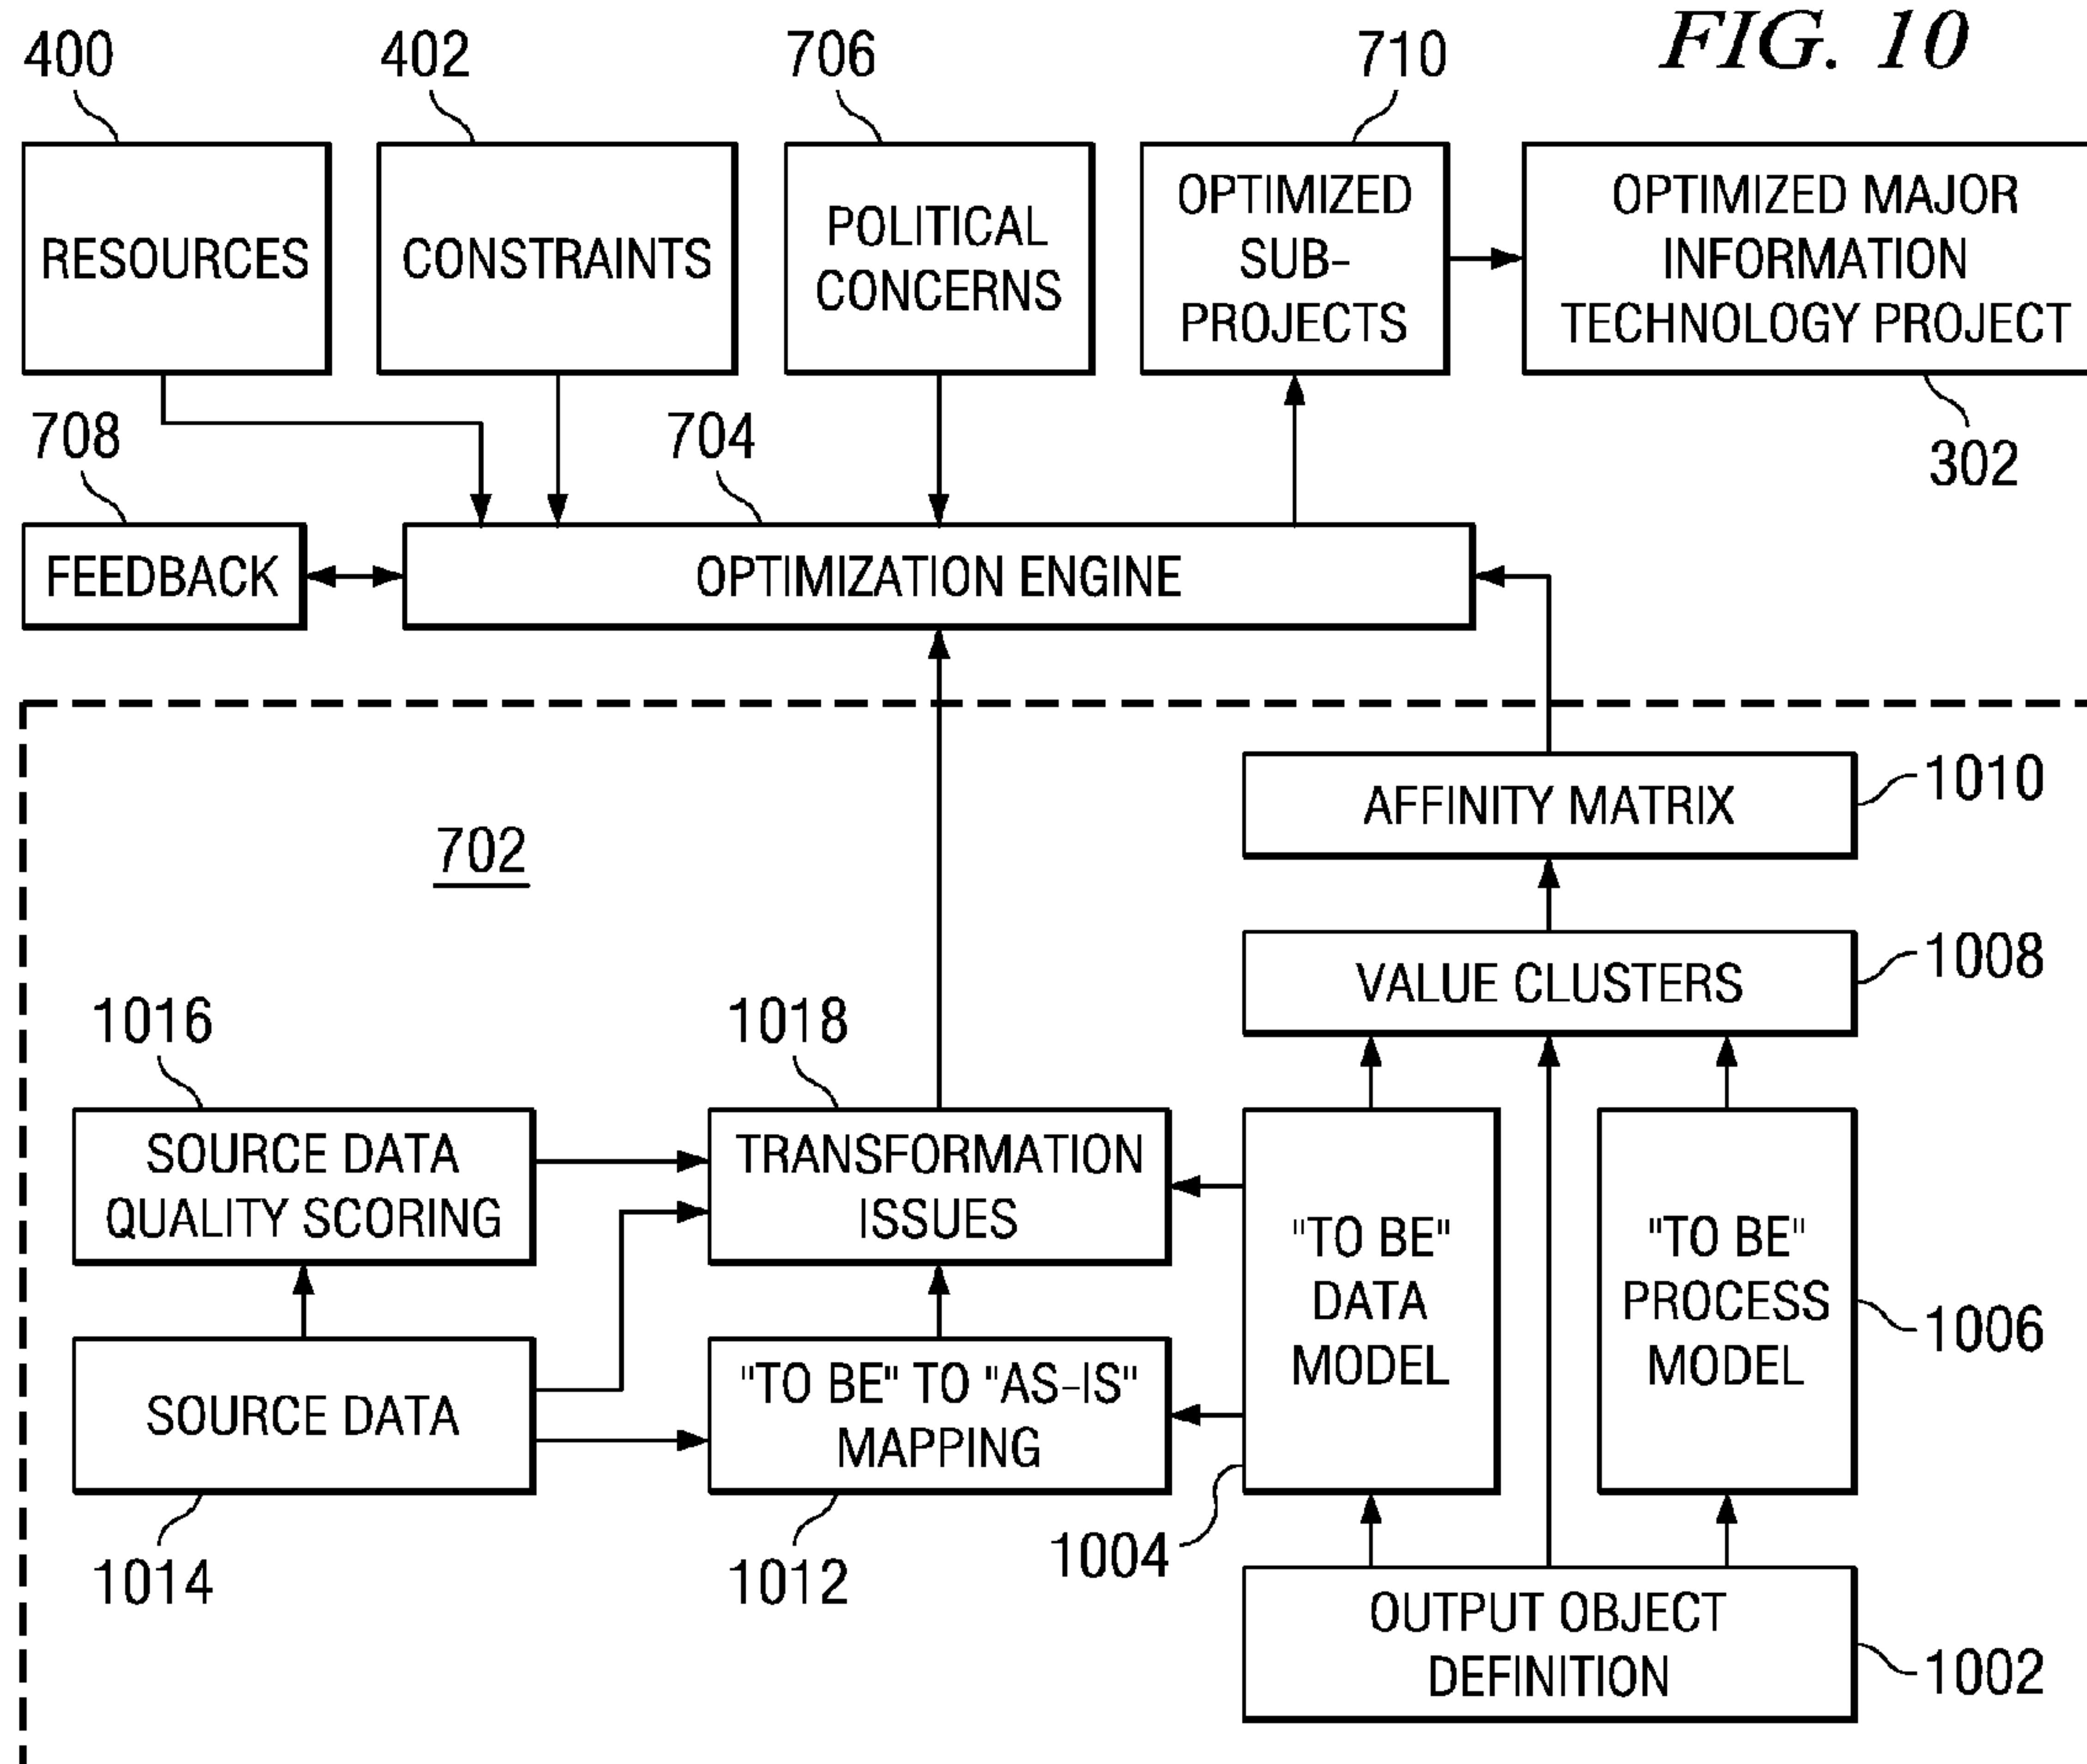 FIG. 10
400
402
706
710
RESOURCES
CONSTRAINTS
POLITICAL
CONCERNS
OPTIMIZED
SUB-
PROJECTS
OPTIMIZED MAJOR
INFORMATION
TECHNOLOGY PROJECT
302
708
704
FEEDBACK
OPTIMIZATION ENGINE
702
AFFINITY MATRIX
1010
VALUE CLUSTERS
1008
1016
1018
SOURCE DATA
QUALITY SCORING
TRANSFORMATION
ISSUES
"TO BE"
DATA
MODEL
"TO BE"
PROCESS
MODEL
1006
SOURCE DATA
"TO BE" TO "AS-IS"
MAPPING
1014
1012
1004
OUTPUT OBJECT
DEFINITION
1002